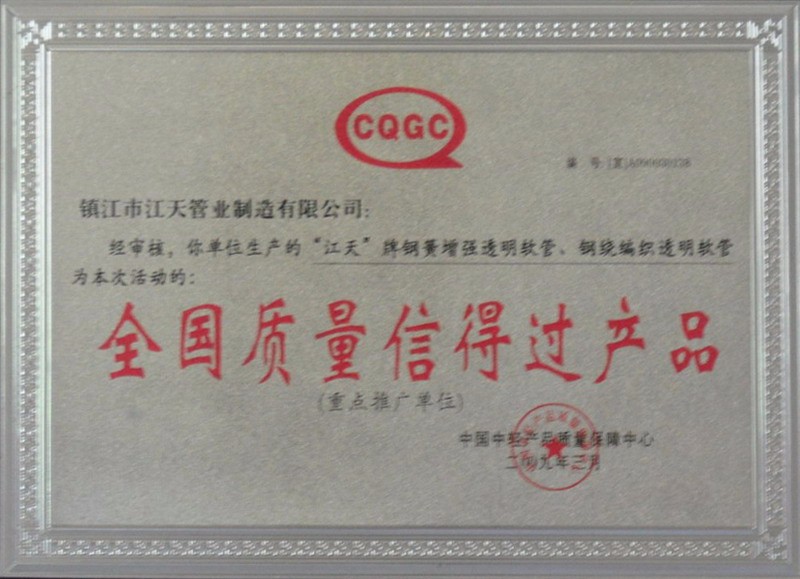 CQGC
编 号:
镇江市江天管业制造有限公司:
经审核,你单位生产的“江天”牌钢簧增强透明软管、钢绕编织透明软管
为本次活动的:
全国质量信得过产品
(重点推广单位)
中国中轻产品质量保障中心
二〇〇九年三月